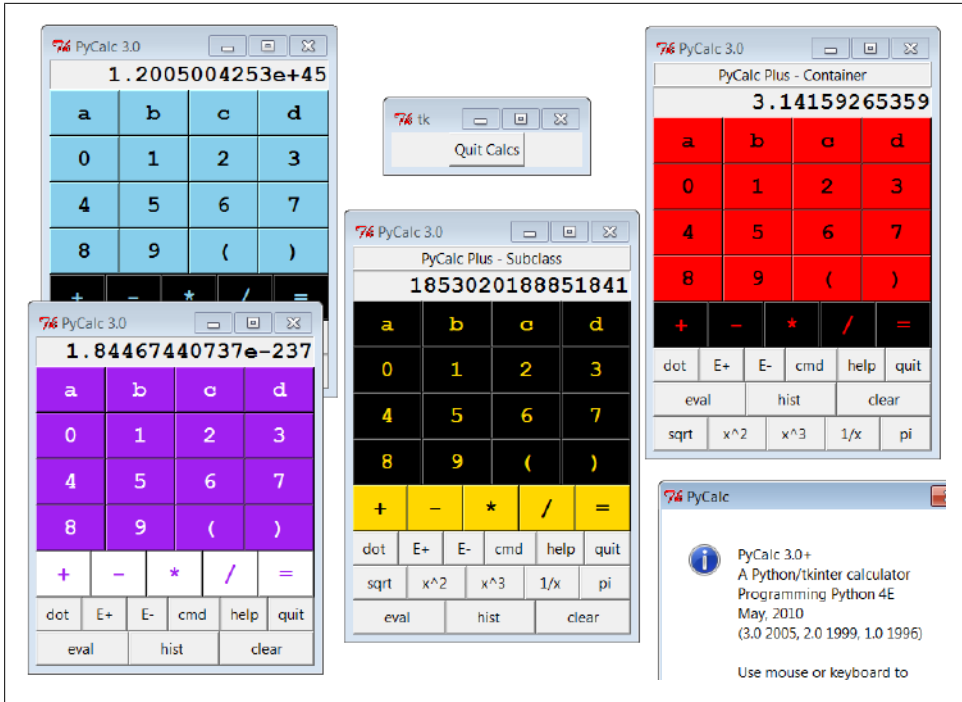 PyCalc 3.0
1.2005004253e+45
a b c d
0 1 2 3
4 5 6 7
8 9 ( )
+ - * / =
tk
Quit Calcs
PyCalc 3.0
PyCalc Plus - Container
3.14159265359
a b c d
0 1 2 3
4 5 6 7
8 9 ( )
+ - * / =
dot E+ E- cmd help quit
eval hist clear
sqrt x^2 x^3 1/x pi
PyCalc 3.0
PyCalc Plus - Subclass
1853020188851841
a b c d
0 1 2 3
4 5 6 7
8 9 ( )
+ - * / =
dot E+ E- cmd help quit
sqrt x^2 x^3 1/x pi
eval hist clear
PyCalc 3.0
1.84467440737e-237
a b c d
0 1 2 3
4 5 6 7
8 9 ( )
+ - * / =
dot E+ E- cmd help quit
eval hist clear
PyCalc
PyCalc 3.0+
A Python/tkinter calculator
Programming Python 4E
May, 2010
(3.0 2005, 2.0 1999, 1.0 1996)
Use mouse or keyboard to